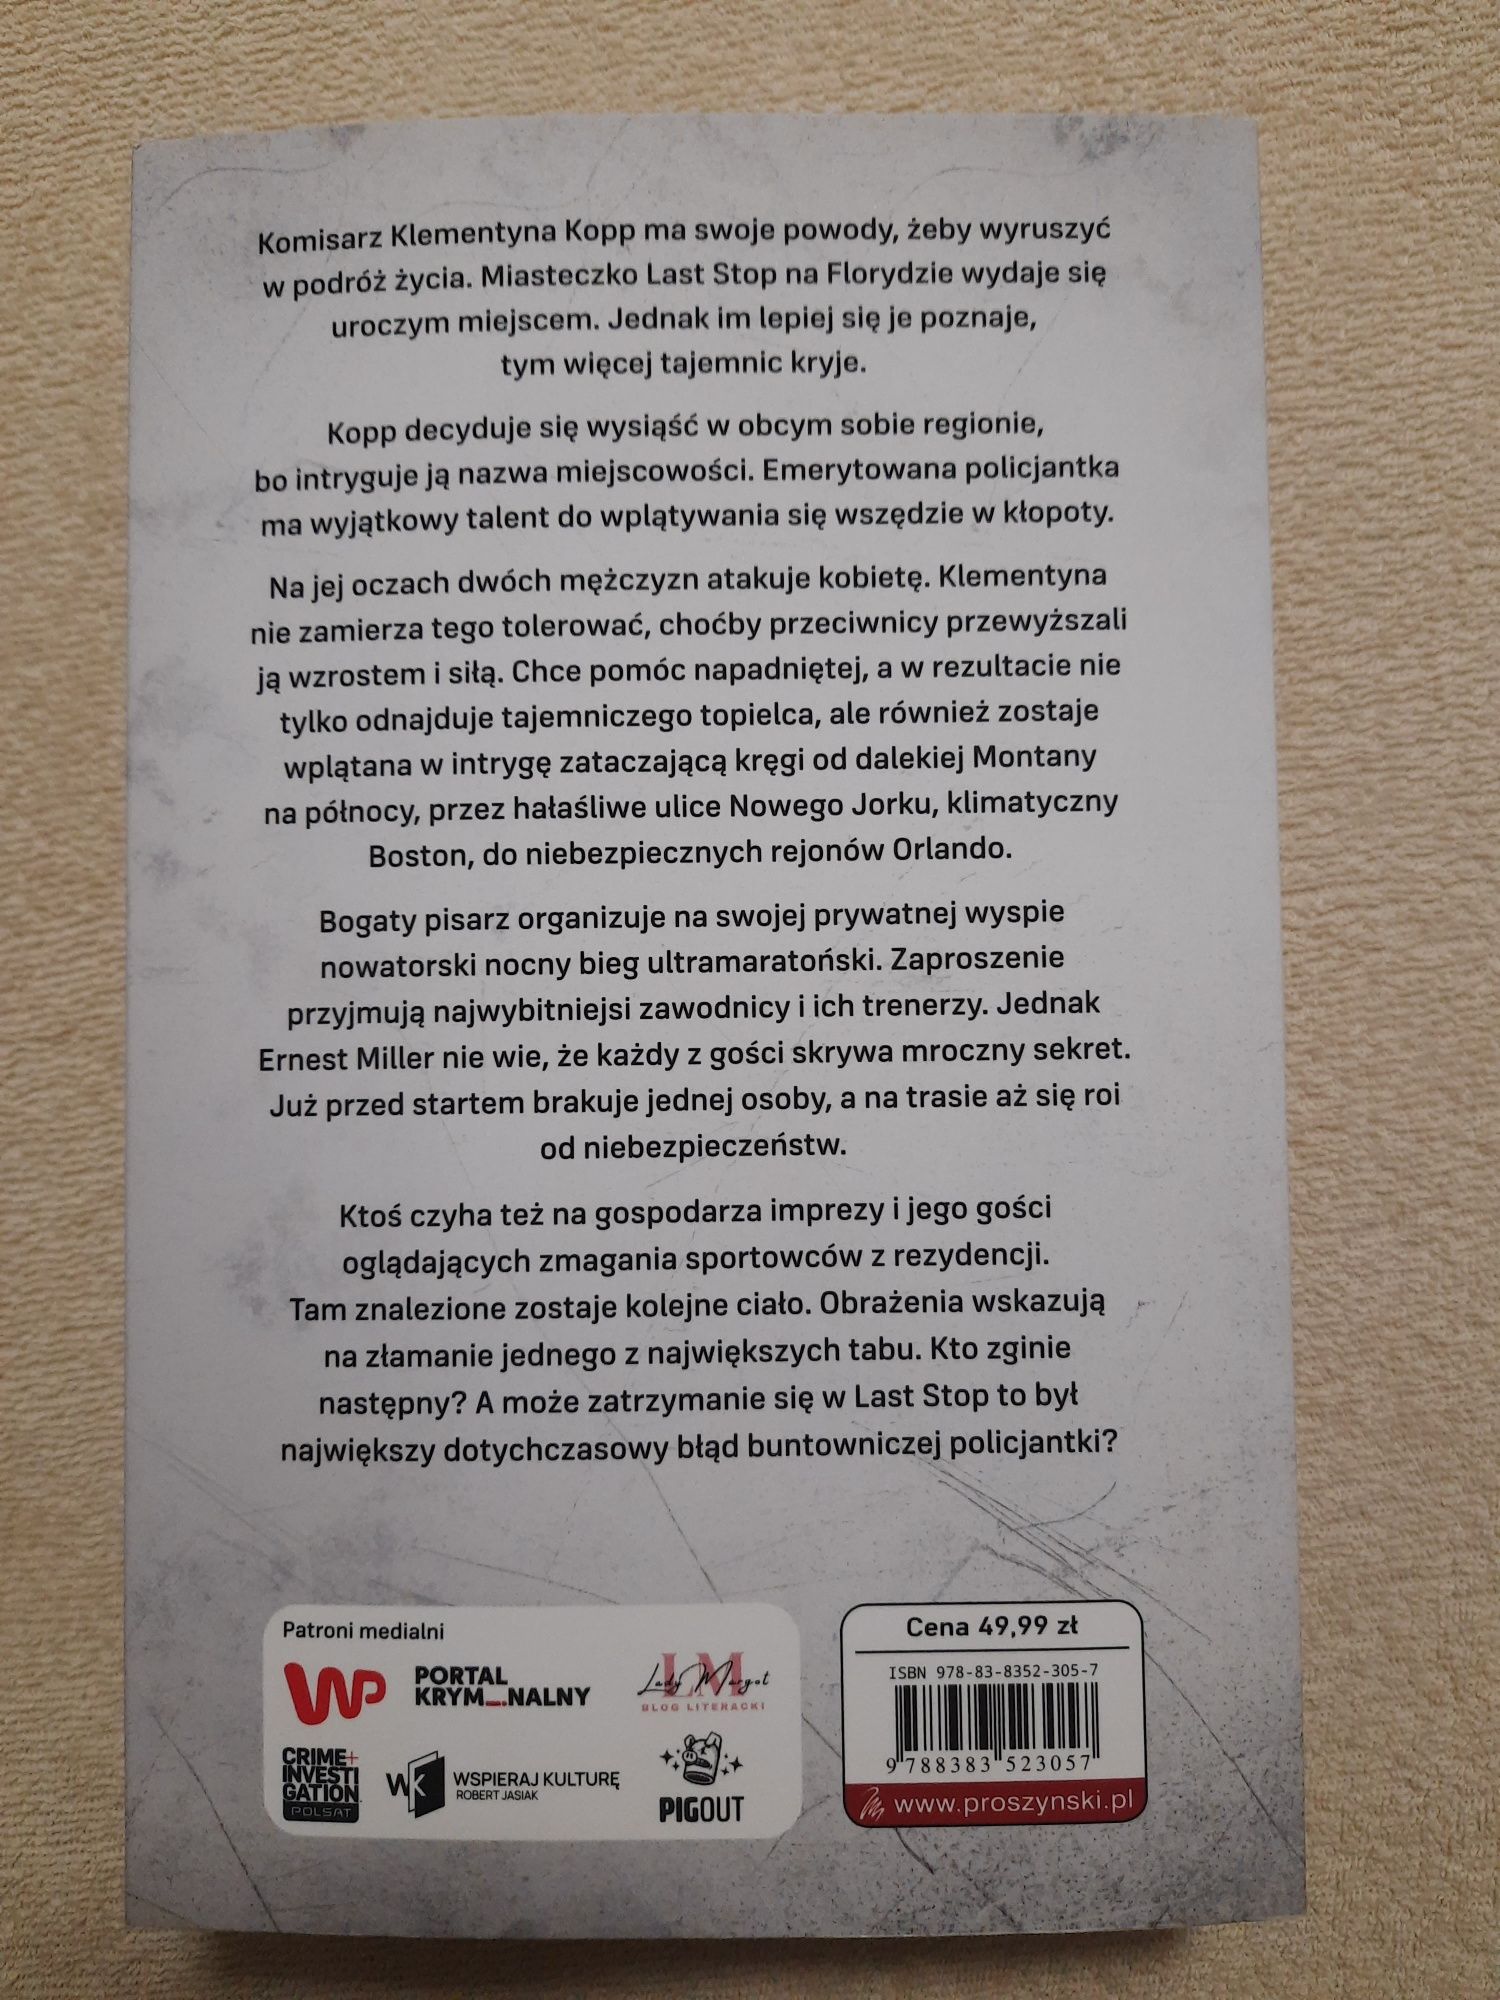 Komisarz Klementyna Kopp ma swoje powody, żeby wyruszyć
w podróż życia. Miasteczko Last Stop na Florydzie wydaje się
uroczym miejscem. Jednak im lepiej się je poznaje,
tym więcej tajemnic kryje.
Kopp decyduje się wysiąść w obcym sobie regionie,
bo intryguje ją nazwa miejscowości. Emerytowana policjantka
ma wyjątkowy talent do wplątywania się wszędzie w kłopoty.
Na jej oczach dwóch mężczyzn atakuje kobietę. Klementyna
nie zamierza tego tolerować, choćby przeciwnicy przewyższali
ją wzrostem i siłą. Chce pomóc napadniętej, a w rezultacie nie
tylko odnajduje tajemniczego topielca, ale również zostaje
wplątana w intrygę zataczającą kręgi od dalekiej Montany
na północy, przez hałaśliwe ulice Nowego Jorku, klimatyczny
Boston, do niebezpiecznych rejonów Orlando.
Bogaty pisarz organizuje na swojej prywatnej wyspie
nowatorski nocny bieg ultramaratoński. Zaproszenie
przyjmują najwybitniejsi zawodnicy i ich trenerzy. Jednak
Ernest Miller nie wie, że każdy z gości skrywa mroczny sekret.
Już przed startem brakuje jednej osoby, a na trasie aż się roi
od niebezpieczeństw.
Ktoś czyha też na gospodarza imprezy i jego gości
oglądających zmagania sportowców z rezydencji.
Tam znalezione zostaje kolejne ciało. Obrażenia wskazują
na złamanie jednego z największych tabu. Kto zginie
następny? A może zatrzymanie się w Last Stop to był
największy dotychczasowy błąd buntowniczej policjantki?
Patroni medialni
WP
PORTAL
KRYM_.NALNY
LM
Lady Margot
BLOG LITERACKI
CRIME+
INVESTI
GATION
POLSAT
WK
WSPIERAJ KULTURĘ
ROBERT JASIAK
PIGOUT
Cena 49,99 zł
ISBN 978-83-8352-305-7
9 788383 523057
www.proszynski.pl